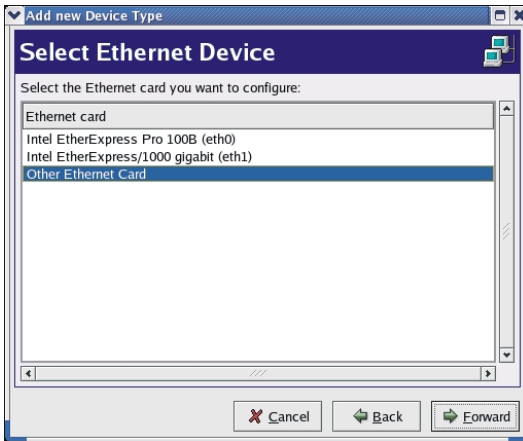 Add new Device Type
Select Ethernet Device
Select the Ethernet card you want to configure:
Ethernet card
Intel EtherExpress Pro 100B (eth0)
Intel EtherExpress/1000 gigabit (eth1)
Other Ethernet Card
Cancel
Back
Forward